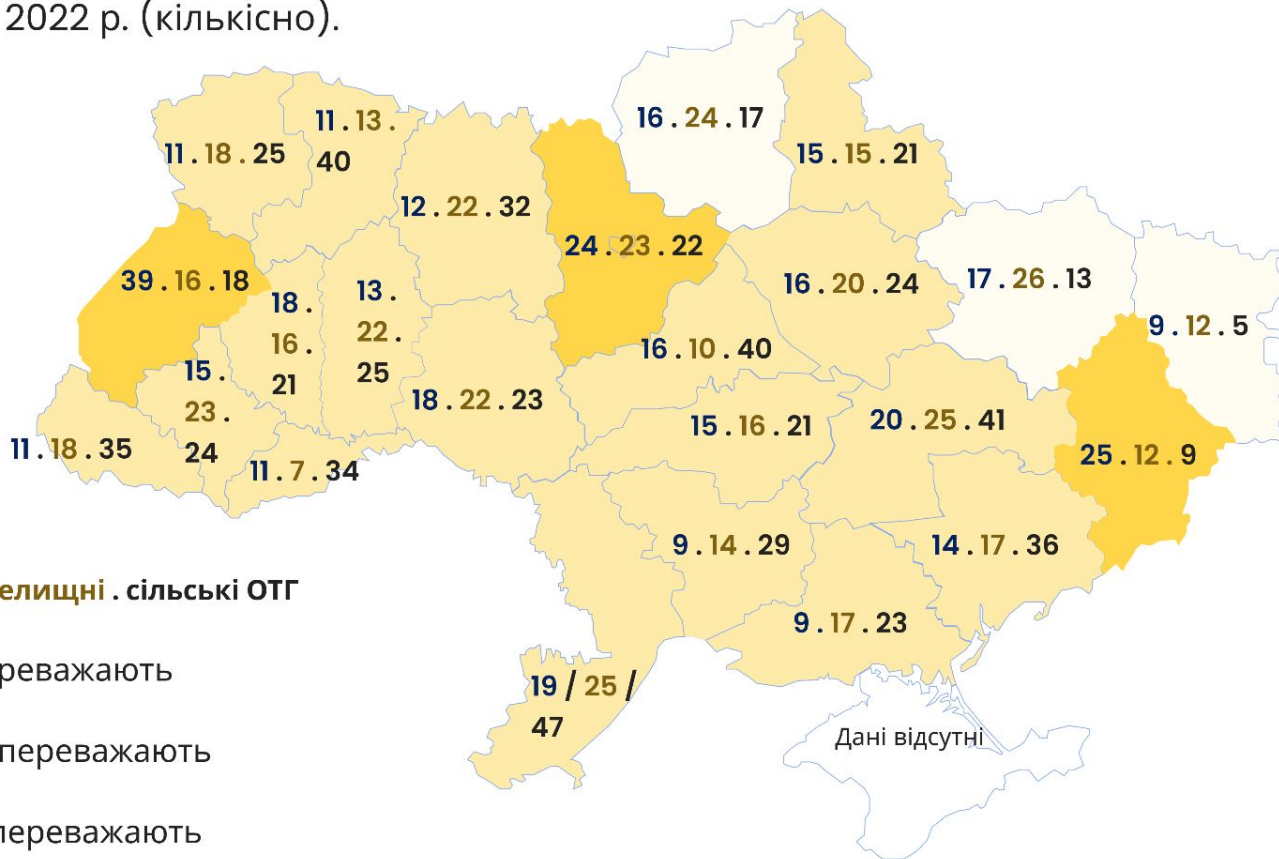 2022 р. (кількісно).
16 . 24 . 17
11 . 13 .
40
11 . 18 . 25
15 . 15 . 21
12 . 22 . 32
24 . 23 . 22
39 . 16 . 18
18 .
16 .
21
13 .
22 .
25
16 . 20 . 24
17 . 26 . 13
9 . 12 . 5
16 . 10 . 40
15 .
23 .
24
18 . 22 . 23
15 . 16 . 21
20 . 25 . 41
25 . 12 . 9
11 . 18 . 35
11 . 7 . 34
9 . 14 . 29
14 . 17 . 36
9 . 17 . 23
елищні . сільські ОТГ
реважають
19 / 25 /
47
переважають
Дані відсутні
переважають